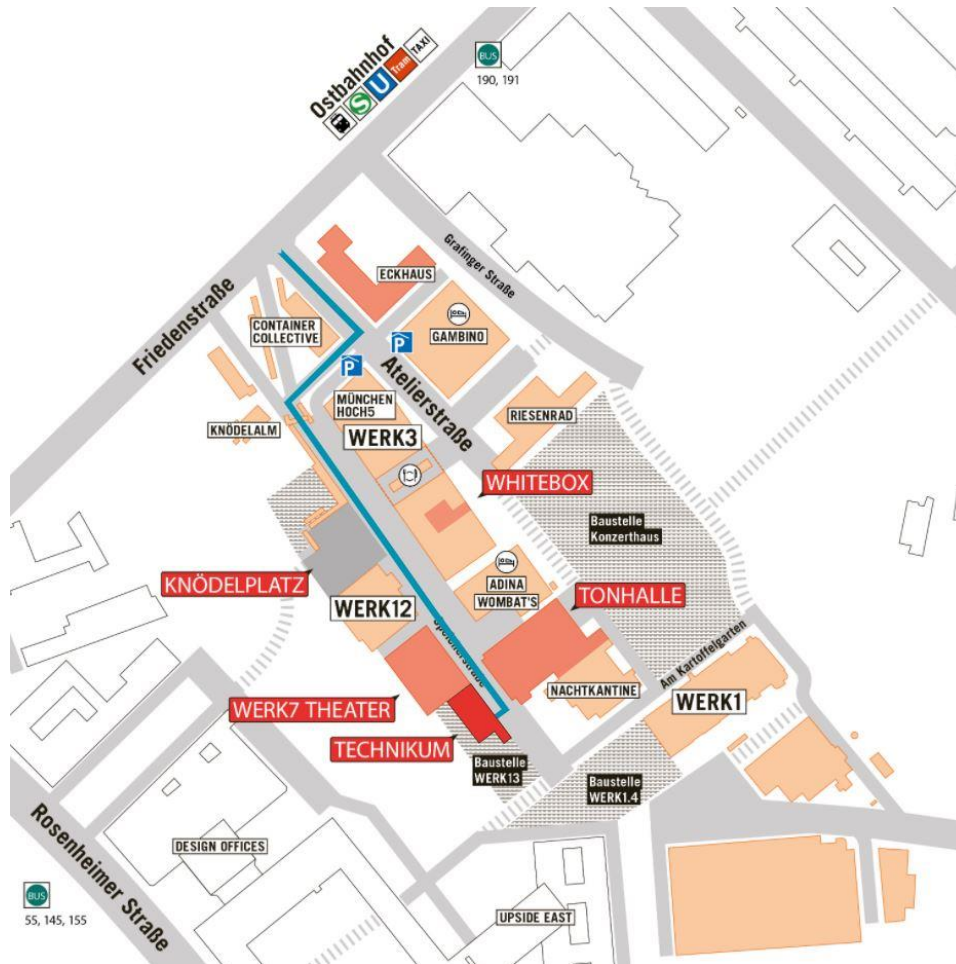 Ostbahnhof
S
U
Tram
TAXI
BUS
190, 191
Grafinger Straße
ECKHAUS
Friedenstraße
CONTAINER
COLLECTIVE
GAMBINO
P
P
Atelierstraße
MÜNCHEN
HOCH5
RIESENRAD
KNÖDELALM
WERK3
WHITEBOX
Baustelle
Konzerthaus
KNÖDELPLATZ
ADINA
WOMBAT'S
TONHALLE
WERK12
Am Kartoffelgarten
NACHTKANTINE
WERK1
WERK7 THEATER
TECHNIKUM
Baustelle
WERK13
Baustelle
WERK1.4
Rosenheimer Straße
DESIGN OFFICES
BUS
55, 145, 155
UPSIDE EAST